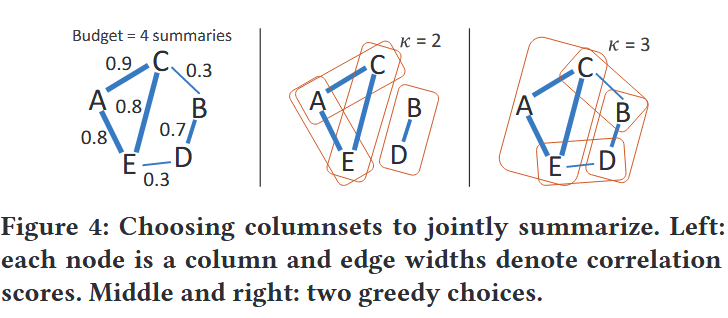 Budget = 4 summaries
0.9 C 0.3
A 0.8 B
0.8 0.7
E D
0.3
κ = 2
C
A B
E D
κ = 3
C
A B
E D
Figure 4: Choosing columnsets to jointly summarize. Left:
each node is a column and edge widths denote correlation
scores. Middle and right: two greedy choices.